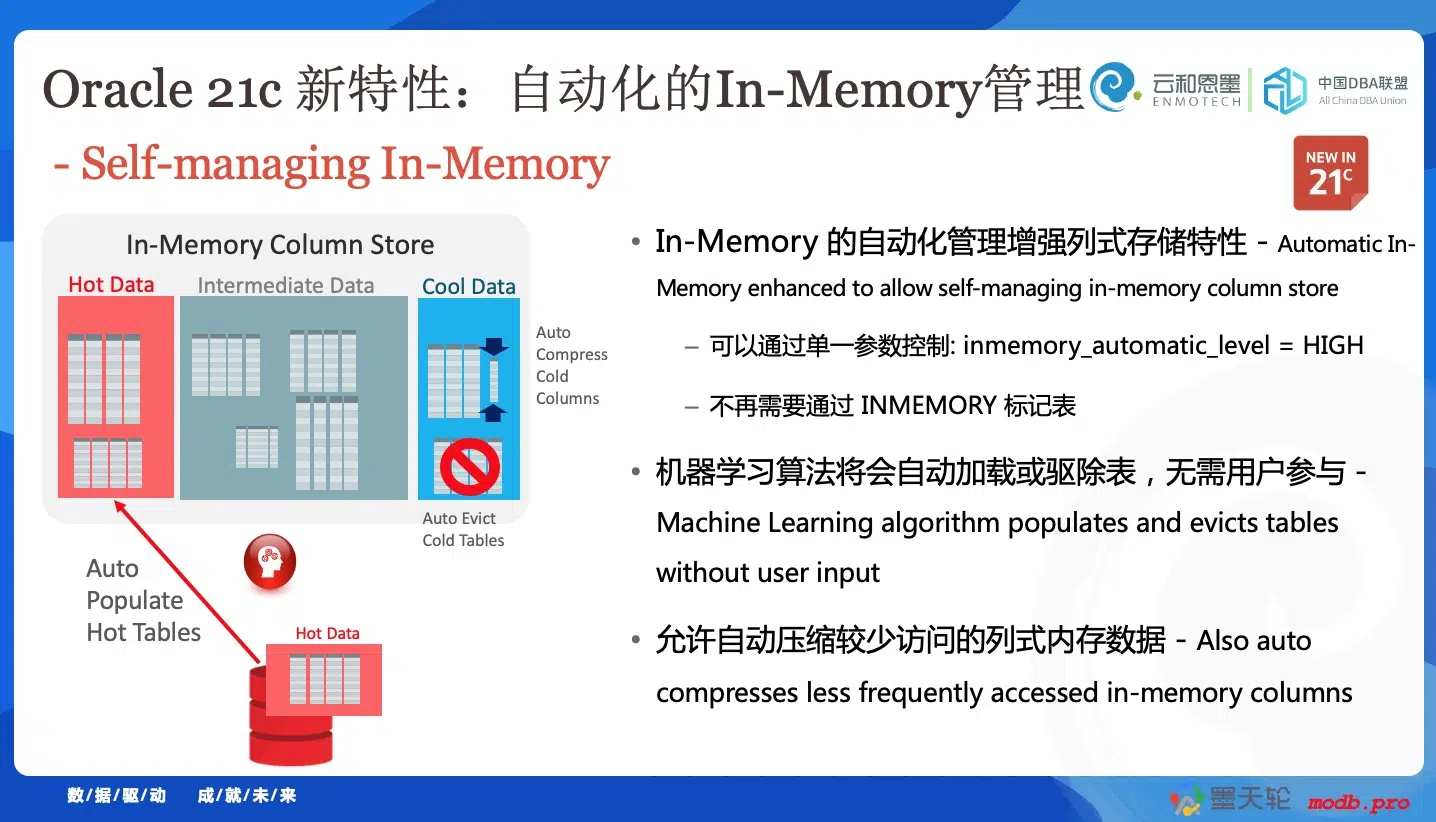 Oracle 21c 新特性：自动化的In-Memory管理
云和恩墨
ENMOTECH
中国DBA联盟
All China DBA Union
- Self-managing In-Memory
NEW IN
21C
In-Memory Column Store
Hot Data
Intermediate Data
Cool Data
Auto
Compress
Cold
Columns
Auto Evict
Cold Tables
Auto
Populate
Hot Tables
Hot Data
• In-Memory 的自动化管理增强列式存储特性 - Automatic In-
Memory enhanced to allow self-managing in-memory column store
– 可以通过单一参数控制: inmemory_automatic_level = HIGH
– 不再需要通过 INMEMORY 标记表
• 机器学习算法将会自动加载或驱除表，无需用户参与 -
Machine Learning algorithm populates and evicts tables
without user input
• 允许自动压缩较少访问的列式内存数据 - Also auto
compresses less frequently accessed in-memory columns
数/据/驱/动 成/就/未/来
墨天轮 modb.pro